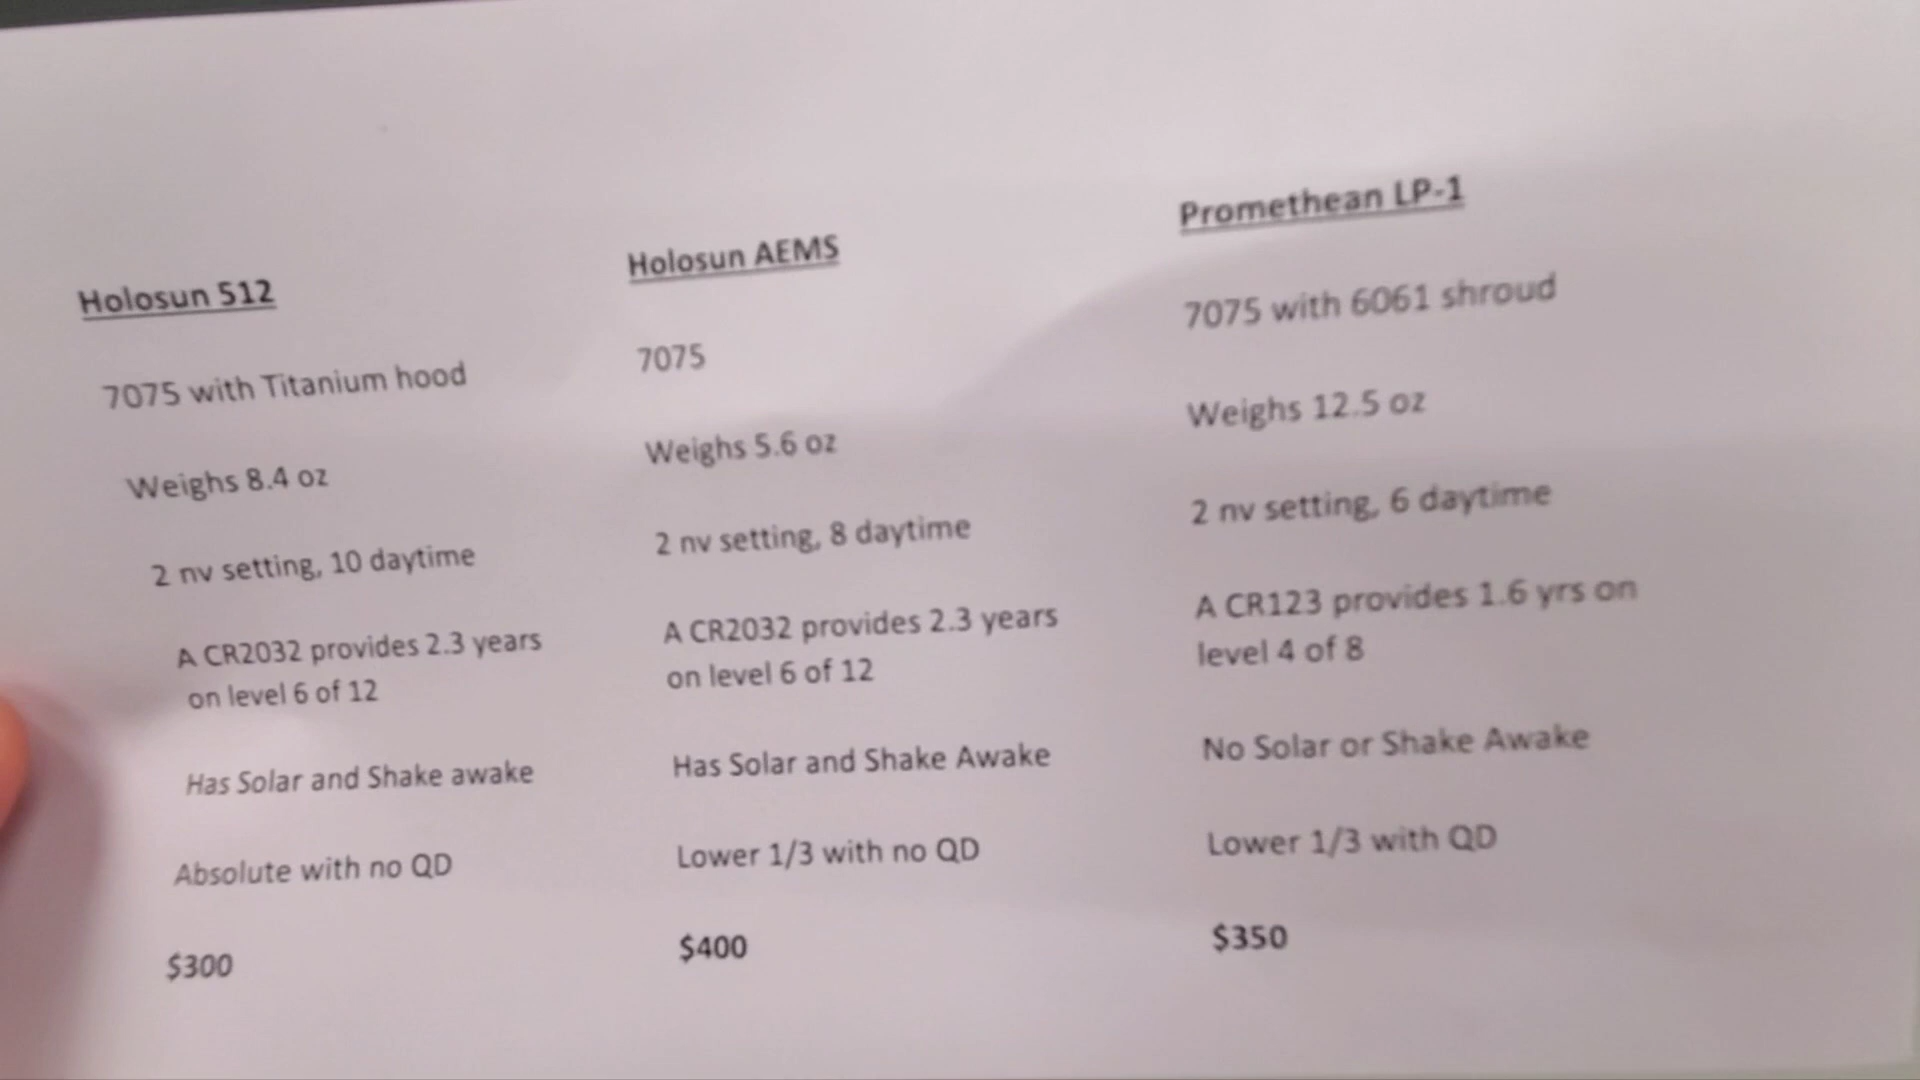 Holosun 512
7075 with Titanium hood
Weighs 8.4 oz
2 nv setting, 10 daytime
A CR2032 provides 2.3 years
on level 6 of 12
Has Solar and Shake awake
Absolute with no QD
$300
Holosun AEMS
7075
Weighs 5.6 oz
2 nv setting, 8 daytime
A CR2032 provides 2.3 years
on level 6 of 12
Has Solar and Shake Awake
Lower 1/3 with no QD
$400
Promethean LP-1
7075 with 6061 shroud
Weighs 12.5 oz
2 nv setting, 6 daytime
A CR123 provides 1.6 yrs on
level 4 of 8
No Solar or Shake Awake
Lower 1/3 with QD
$350